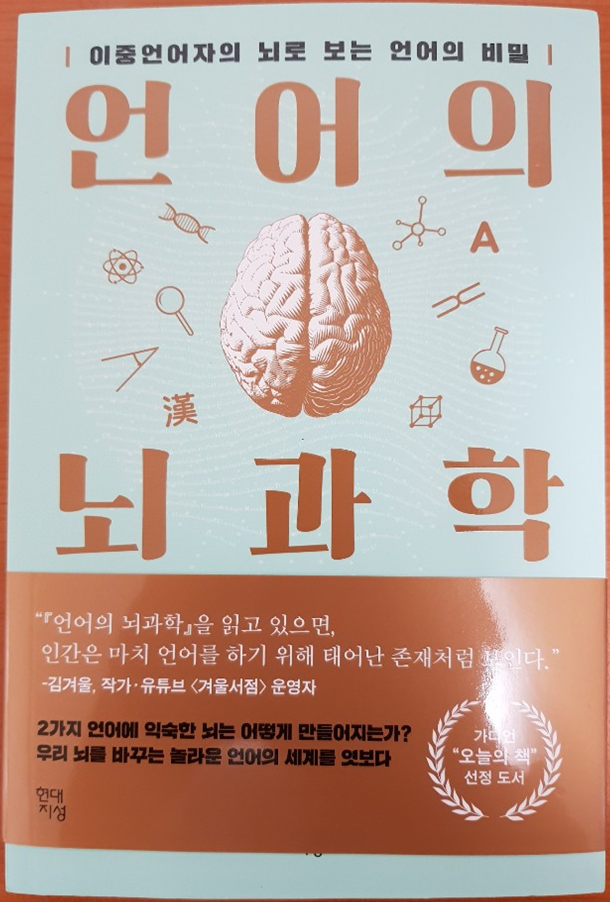 이중언어자의 뇌로 보는 언어의 비밀
언어의
A
漢
뇌과학
“『언어의 뇌과학』을 읽고 있으면,
인간은 마치 언어를 하기 위해 태어난 존재처럼 보인다.”
-김겨울, 작가·유튜브 〈겨울서점〉 운영자
2가지 언어에 익숙한 뇌는 어떻게 만들어지는가?
우리 뇌를 바꾸는 놀라운 언어의 세계를 엿보다
가디언
“오늘의 책”
선정 도서
현대
지성